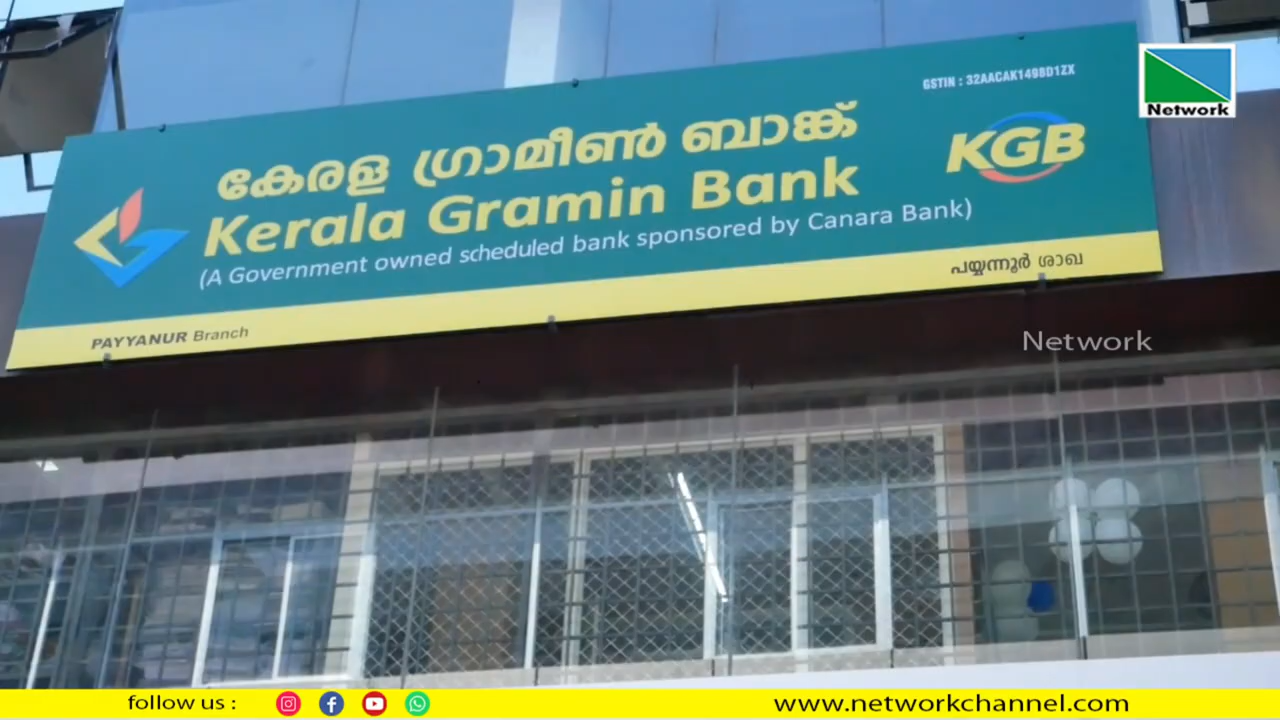 GSTIN : 32AACAK1498D1ZX
Network
കേരള ഗ്രാമീൺ ബാങ്ക്
KGB
Kerala Gramin Bank
(A Government owned scheduled bank sponsored by Canara Bank)
പയ്യന്നൂർ ശാഖ
PAYYANUR Branch
Network
follow us :
www.networkchannel.com